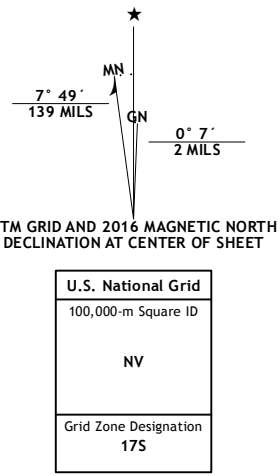 MN
7° 49´
139 MILS
GN
0° 7´
2 MILS
TM GRID AND 2016 MAGNETIC NORTH
DECLINATION AT CENTER OF SHEET
U.S. National Grid
100,000-m Square ID
NV
Grid Zone Designation
17S